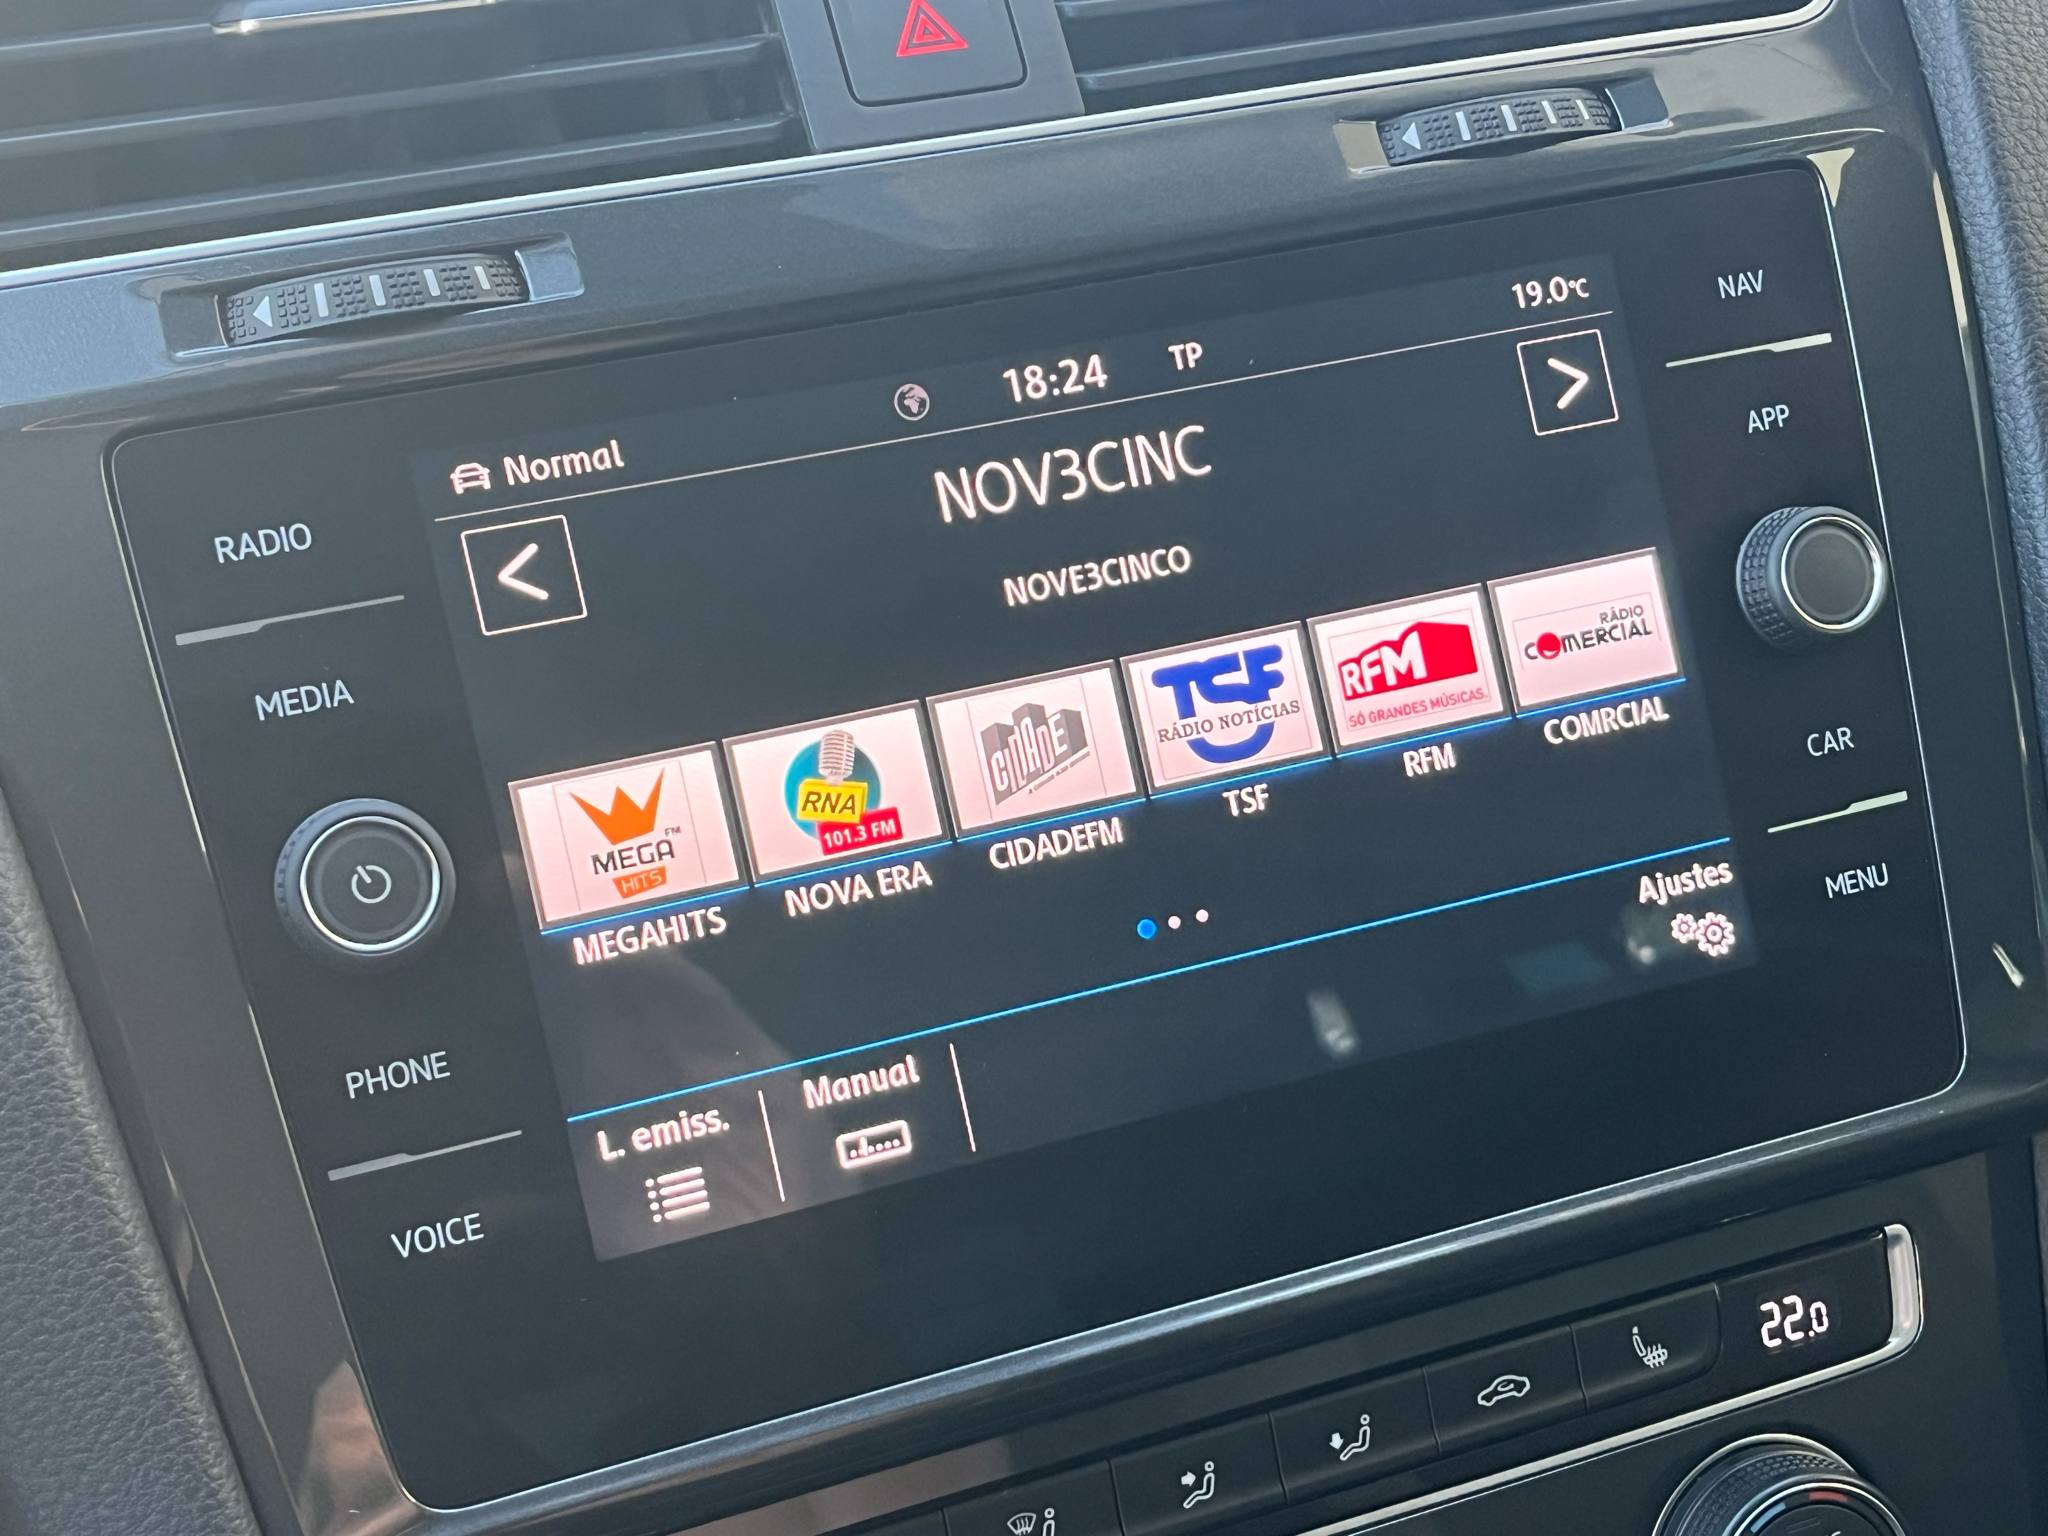 19.0°C
NAV
18:24 TP
Normal
APP
NOV3CINC
NOVE3CINCO
RADIO
MEDIA
PHONE
VOICE
MEGA FM
HITS
MEGAHITS
RNA
101.3 FM
NOVA ERA
CIDADE
CIDADEFM
TSF
RÁDIO NOTÍCIAS
TSF
RFM
SÓ GRANDES MÚSICAS.
RFM
RÁDIO
COMERCIAL
COMRCIAL
CAR
MENU
Ajustes
L. emiss.
Manual
22.0